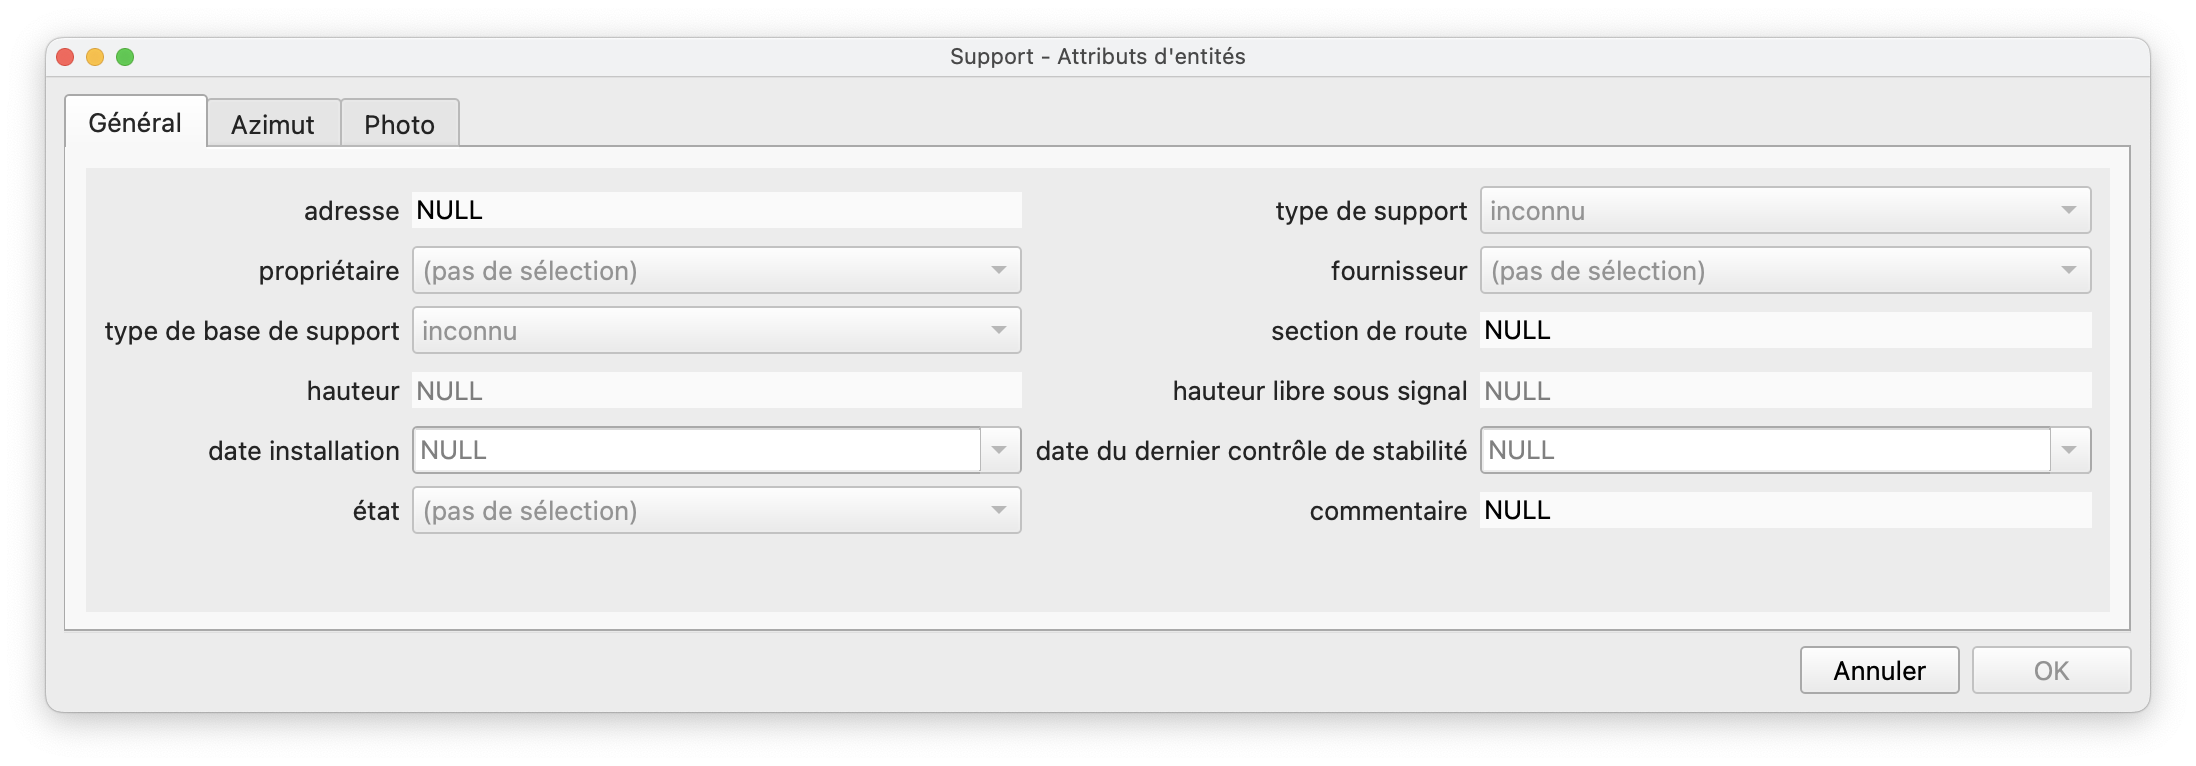 Support - Attributs d'entités
Général Azimut Photo
adresse NULL type de support inconnu
propriétaire (pas de sélection) fournisseur (pas de sélection)
type de base de support inconnu section de route NULL
hauteur NULL hauteur libre sous signal NULL
date installation NULL date du dernier contrôle de stabilité NULL
état (pas de sélection) commentaire NULL
Annuler OK